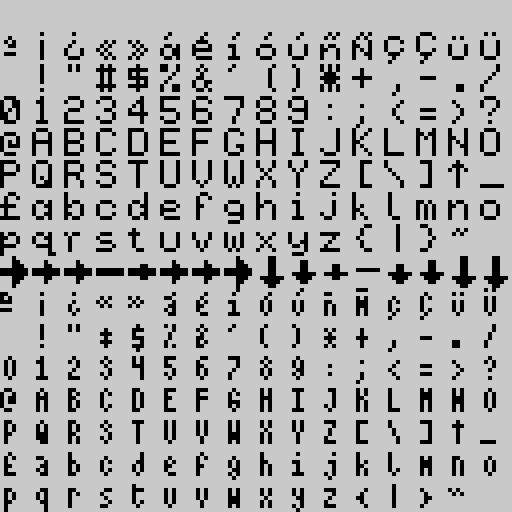 ª ¡ ¿ « » á é í ó ú ñ Ñ ç Ç ü Ü
! " # $ % & ´ ( ) * + , - . /
0 1 2 3 4 5 6 7 8 9 : ; < = > ?
@ A B C D E F G H I J K L M N O
P Q R S T U V W X Y Z [ \ ] ↑ _
£ a b c d e f g h i j k l m n o
p q r s t u v w x y z { | } ~
ª ¡ ¿ « » á é í ó ú ñ Ñ ç Ç ü Ü
! " # $ % & ´ ( ) * + , - . /
0 1 2 3 4 5 6 7 8 9 : ; < = > ?
@ A B C D E F G H I J K L M N O
P Q R S T U V W X Y Z [ \ ] ↑ _
£ a b c d e f g h i j k l m n o
p q r s t u v w x y z { | } ~